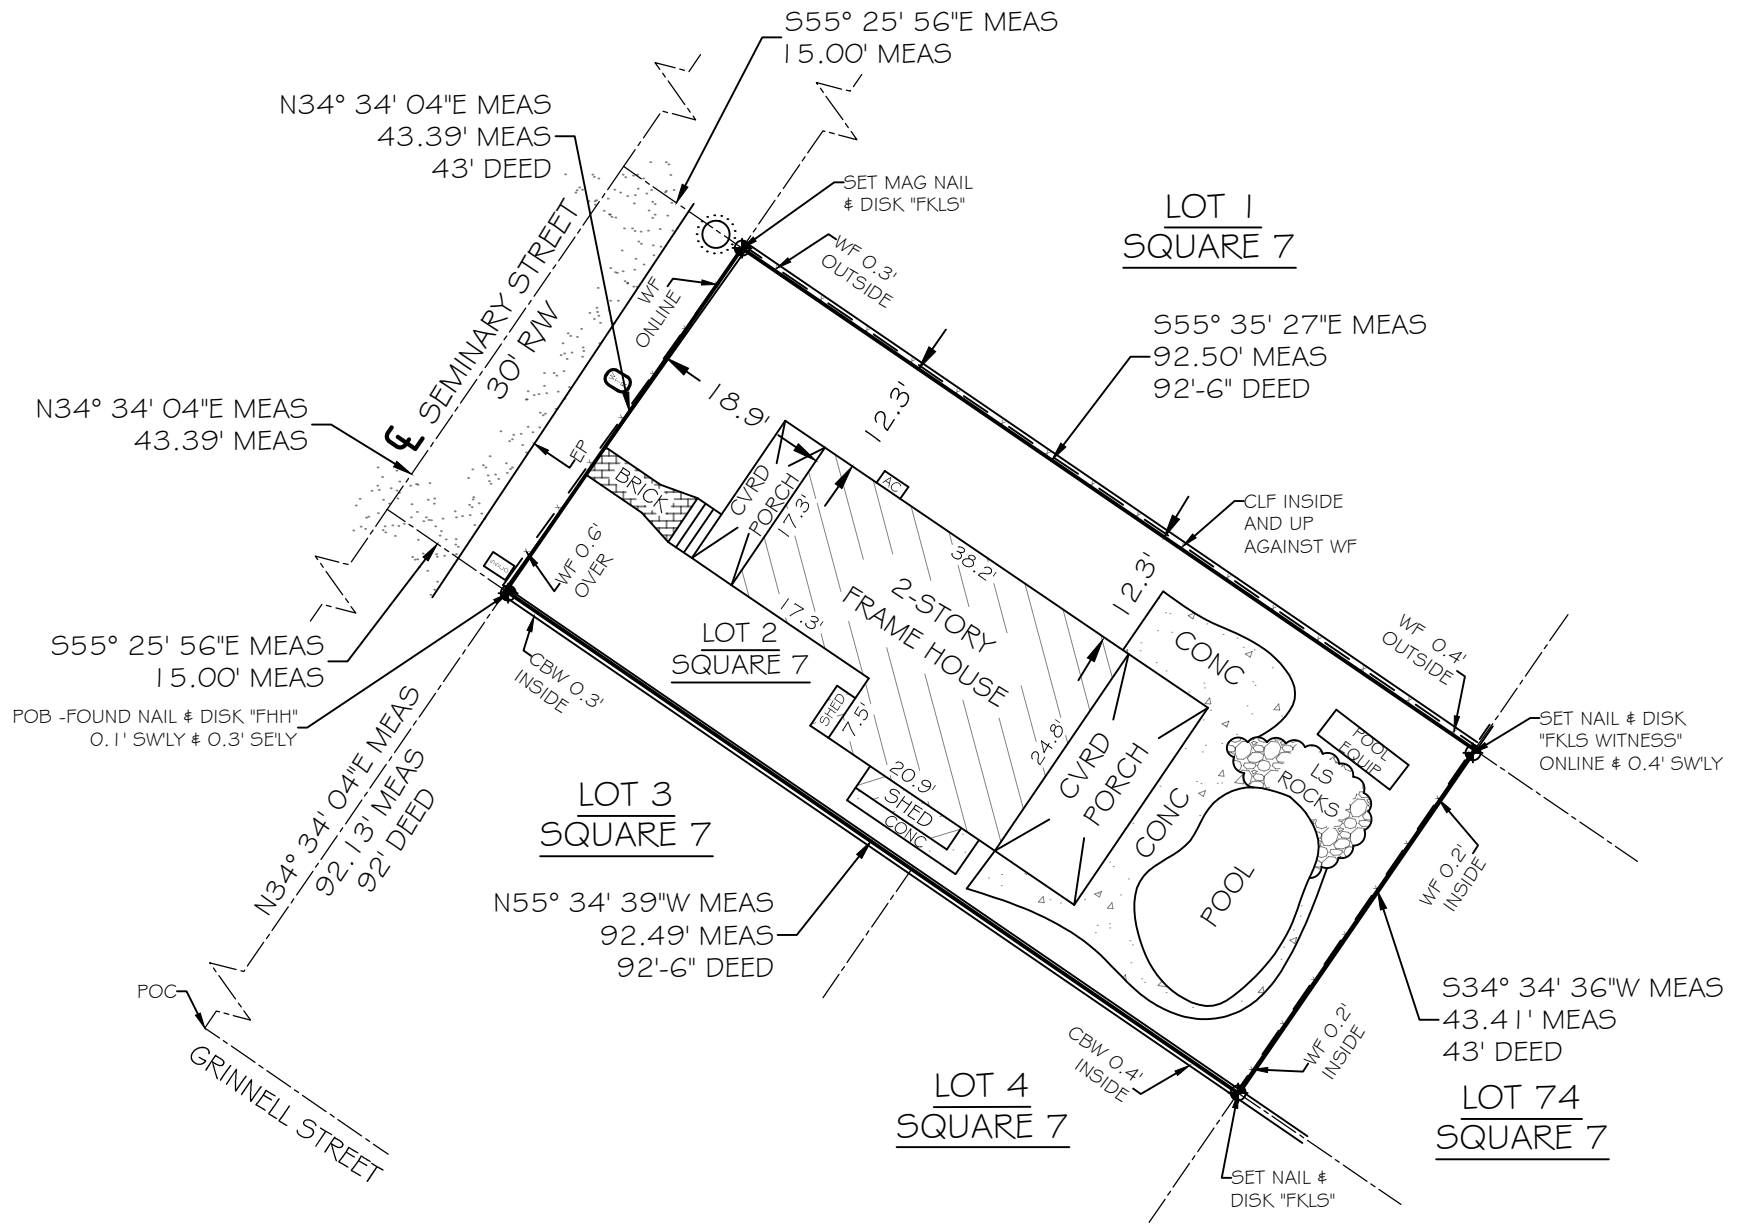 S55° 25' 56"E MEAS
15.00' MEAS
N34° 34' 04"E MEAS
43.39' MEAS
43' DEED
SET MAG NAIL
& DISK "FKLS"
LOT 1
SQUARE 7
WF 0.3'
OUTSIDE
WF
ONLINE
℄ SEMINARY STREET
30' R/W
S55° 35' 27"E MEAS
92.50' MEAS
92'-6" DEED
N34° 34' 04"E MEAS
43.39' MEAS
18.9'
12.3'
EP
BRICK
CVRD
PORCH
17.3'
AC
38.2'
CLF INSIDE
AND UP
AGAINST WF
WF 0.6'
OVER
2-STORY
FRAME HOUSE
12.3'
17.3'
LOT 2
SQUARE 7
CONC
WF 0.4'
OUTSIDE
S55° 25' 56"E MEAS
15.00' MEAS
CBW 0.3'
INSIDE
POB -FOUND NAIL & DISK "FHH"
0.1' SW'LY & 0.3' SE'LY
SHED
7.5'
24.8'
CVRD
PORCH
POOL
EQUIP
SET NAIL & DISK
"FKLS WITNESS"
ONLINE & 0.4' SW'LY
LS
ROCKS
20.9'
SHED
CONC
CONC
N34° 34' 04"E MEAS
92.13' MEAS
92' DEED
LOT 3
SQUARE 7
POOL
WF 0.2'
INSIDE
N55° 34' 39"W MEAS
92.49' MEAS
92'-6" DEED
POC
GRINNELL STREET
S34° 34' 36"W MEAS
43.41' MEAS
43' DEED
WF 0.2'
INSIDE
CBW 0.4'
INSIDE
LOT 4
SQUARE 7
LOT 74
SQUARE 7
SET NAIL &
DISK "FKLS"